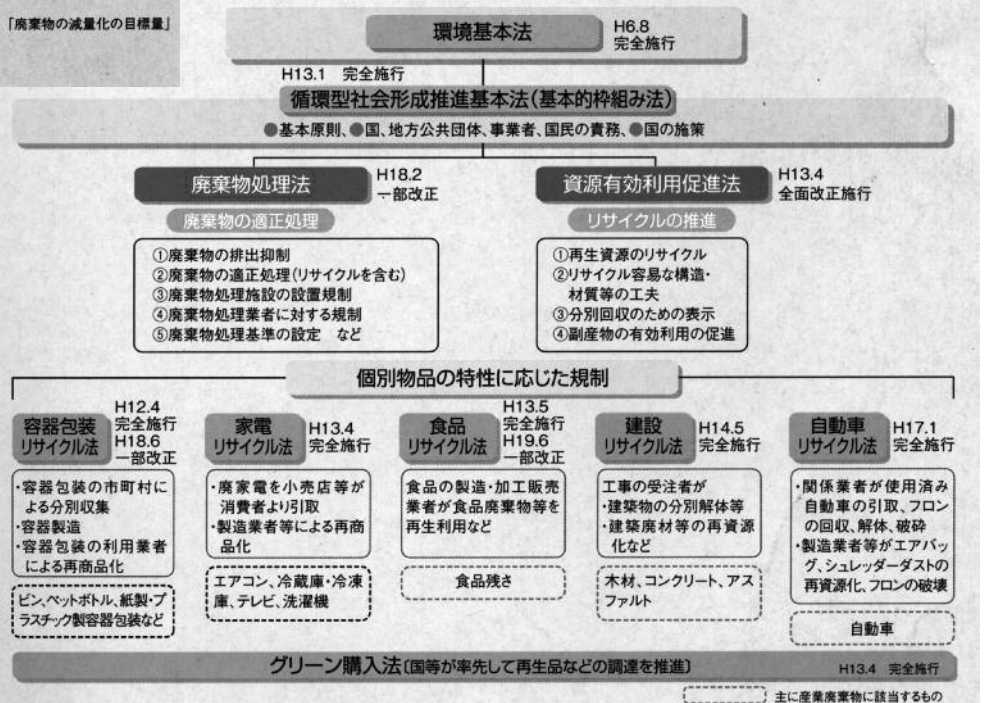 「廃棄物の減量化の目標量」
環境基本法
H6.8
完全施行
H13.1 完全施行
循環型社会形成推進基本法(基本的枠組み法)
●基本原則、●国、地方公共団体、事業者、国民の責務、●国の施策
廃棄物処理法
H18.2
一部改正
廃棄物の適正処理
①廃棄物の排出抑制
②廃棄物の適正処理(リサイクルを含む)
③廃棄物処理施設の設置規制
④廃棄物処理業者に対する規制
⑤廃棄物処理基準の設定 など
資源有効利用促進法
H13.4
全面改正施行
リサイクルの推進
①再生資源のリサイクル
②リサイクル容易な構造・
材質等の工夫
③分別回収のための表示
④副産物の有効利用の促進
個別物品の特性に応じた規制
容器包装
リサイクル法
H12.4
完全施行
H18.6
一部改正
・容器包装の市町村に
よる分別収集
・容器製造
・容器包装の利用業者
による再商品化
ビン、ペットボトル、紙製・プ
ラスチック製容器包装など
家電
リサイクル法
H13.4
完全施行
・廃家電を小売店等が
消費者より引取
・製造業者等による再商
品化
エアコン、冷蔵庫・冷凍
庫、テレビ、洗濯機
食品
リサイクル法
H13.5
完全施行
H19.6
一部改正
食品の製造・加工販売
業者が食品廃棄物等を
再生利用など
食品残さ
建設
リサイクル法
H14.5
完全施行
工事の受注者が
・建築物の分別解体等
・建築廃材等の再資源
化など
木材、コンクリート、アス
ファルト
自動車
リサイクル法
H17.1
完全施行
・関係業者が使用済み
自動車の引取、フロン
の回収、解体、破砕
・製造業者等がエアバッ
グ、シュレッダーダストの
再資源化、フロンの破壊
自動車
グリーン購入法〔国等が率先して再生品などの調達を推進〕
H13.4 完全施行
主に産業廃棄物に該当するもの